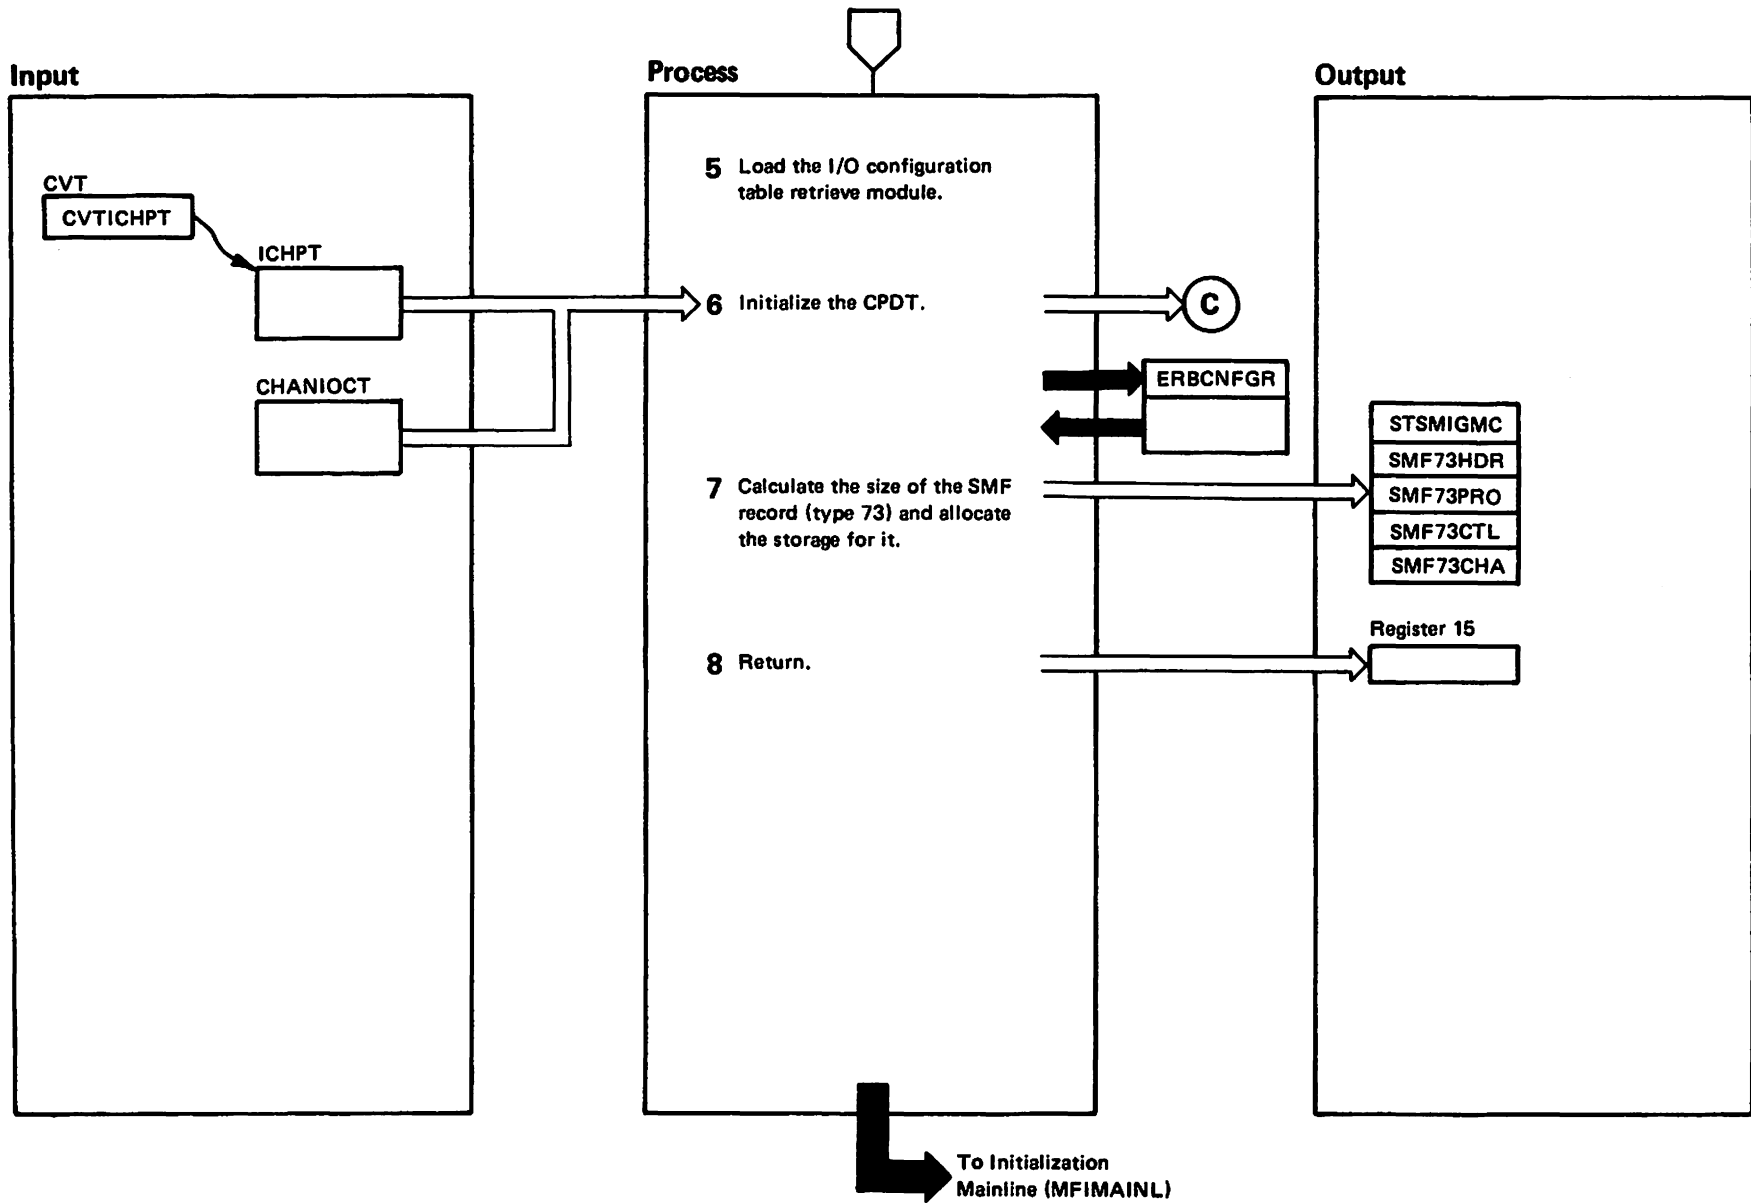 Input
Process
Output
CVT
CVTICHPT
ICHPT
CHANIOCT
5 Load the I/O configuration
table retrieve module.
6 Initialize the CPDT.
C
ERBCNFGR
7 Calculate the size of the SMF
record (type 73) and allocate
the storage for it.
STSMIGMC
SMF73HDR
SMF73PRO
SMF73CTL
SMF73CHA
8 Return.
Register 15
To Initialization
Mainline (MFIMAINL)